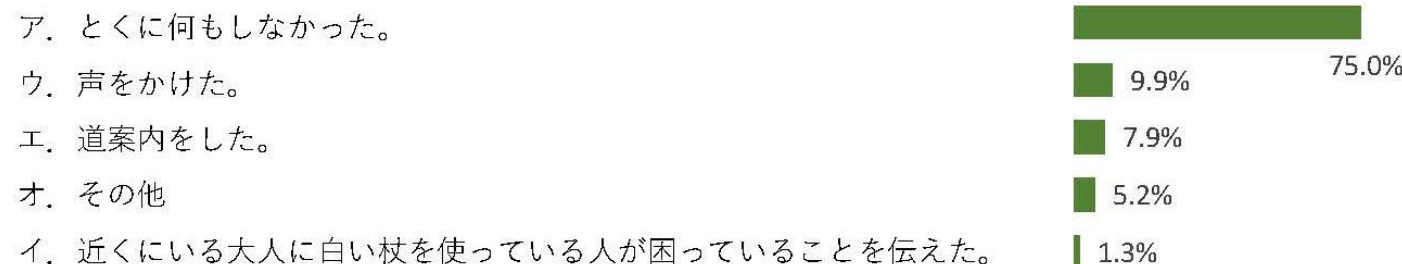 ア．とくに何もしなかった。 75.0%
ウ．声をかけた。 9.9%
エ．道案内をした。 7.9%
オ．その他 5.2%
イ．近くにいる大人に白い杖を使っている人が困っていることを伝えた。 1.3%